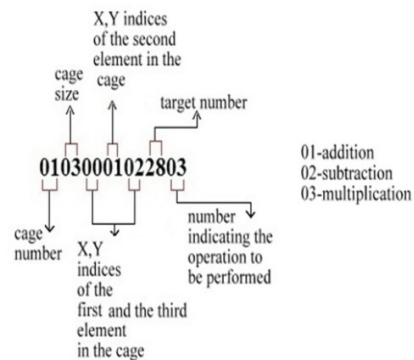 X,Y indices
of the second
element in the
cage
cage
size
target number
01030001022803
01-addition
02-subtraction
03-multiplication
cage
number
X,Y
indices
of the
first and the third
element
in the cage
number
indicating the
operation to
be performed